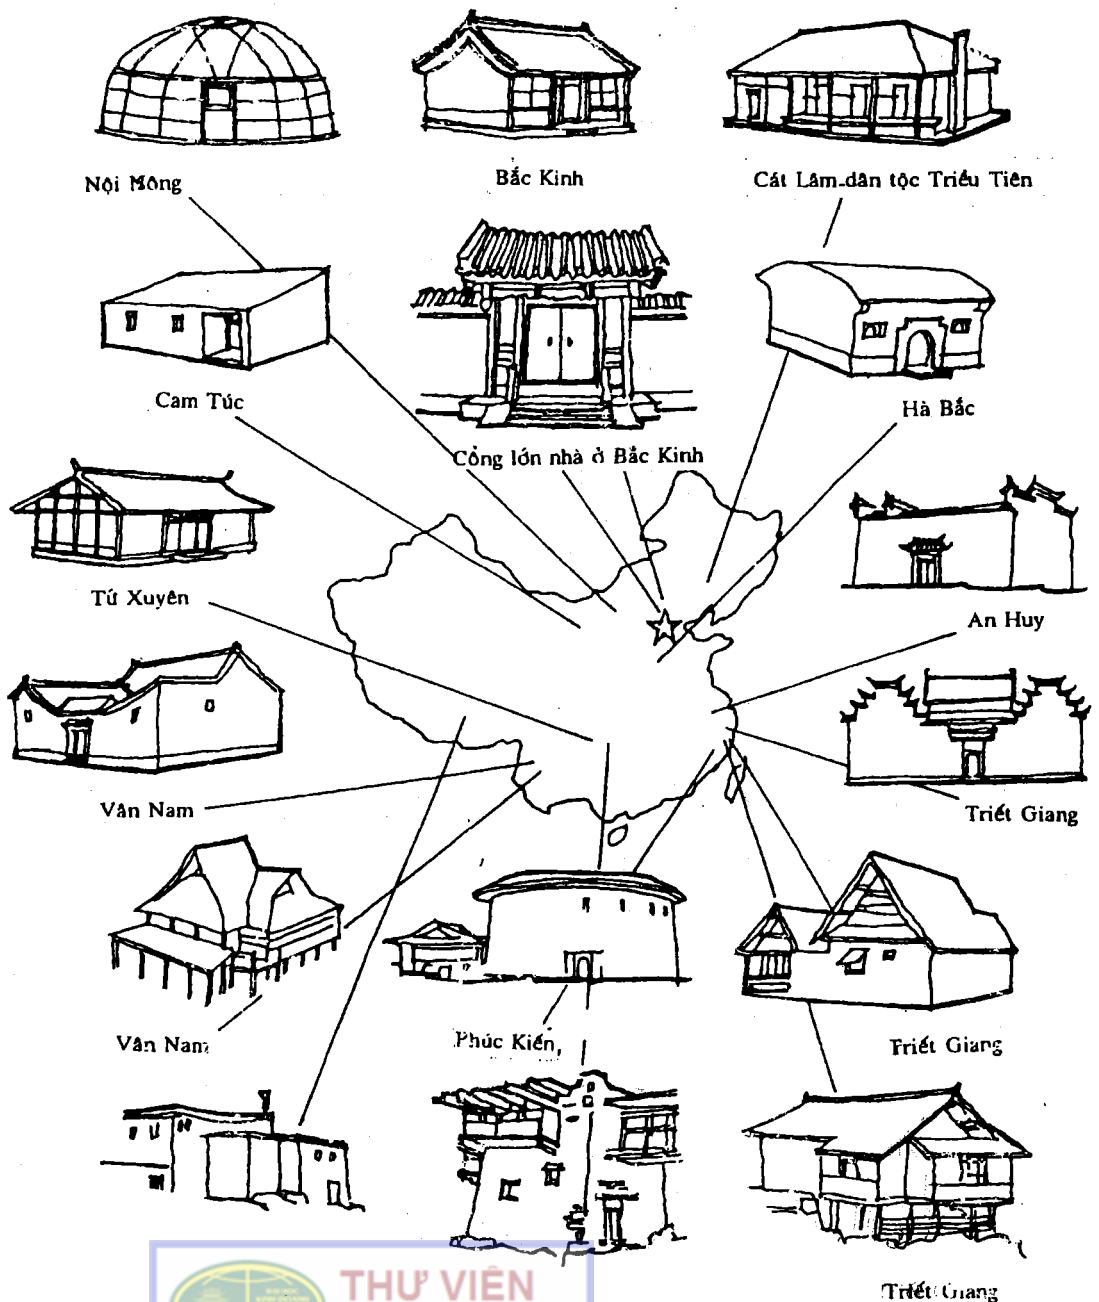 Nội Mông
Bắc Kinh
Cát Lâm-dân tộc Triều Tiên
Cam Túc
Cổng lớn nhà ở Bắc Kinh
Hà Bắc
Tứ Xuyên
An Huy
Vân Nam
Triết Giang
Vân Nam
Phúc Kiến,
Triết Giang
Triết Giang
THƯ VIỆN